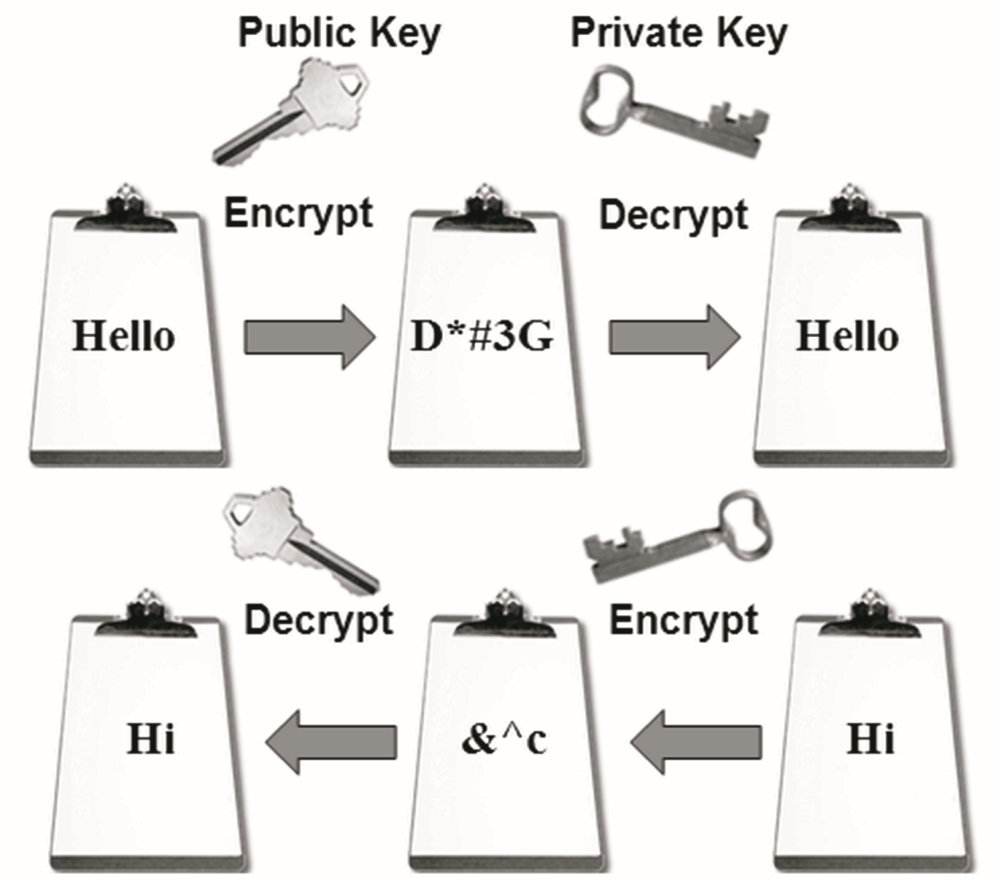 Public Key Private Key
Encrypt Decrypt
Hello D*#3G Hello
Decrypt Encrypt
Hi &^c Hi